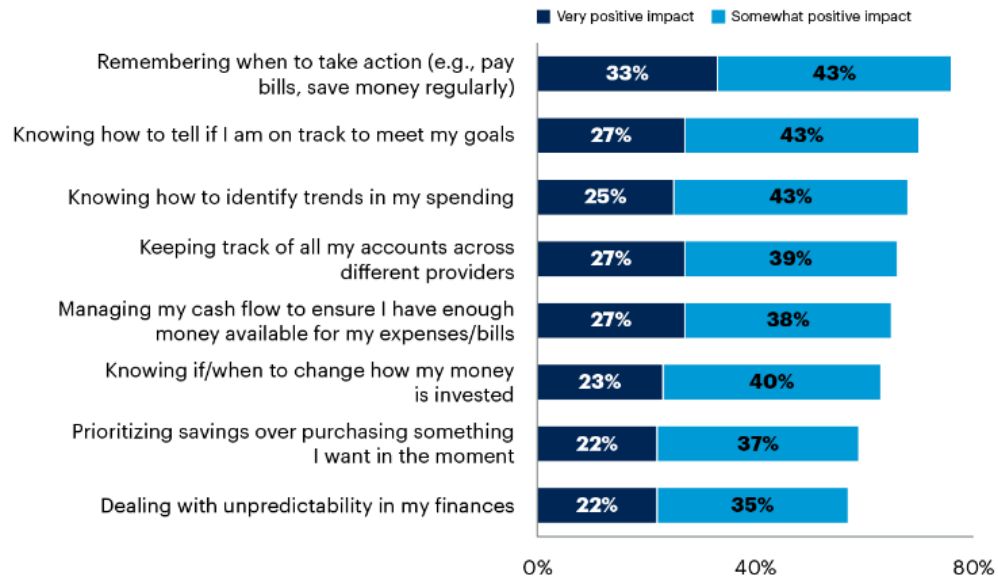 Very positive impact Somewhat positive impact
Remembering when to take action (e.g., pay
bills, save money regularly)
33% 43%
Knowing how to tell if I am on track to meet my goals
27% 43%
Knowing how to identify trends in my spending
25% 43%
Keeping track of all my accounts across
different providers
27% 39%
Managing my cash flow to ensure I have enough
money available for my expenses/bills
27% 38%
Knowing if/when to change how my money
is invested
23% 40%
Prioritizing savings over purchasing something
I want in the moment
22% 37%
Dealing with unpredictability in my finances
22% 35%
0% 40% 80%